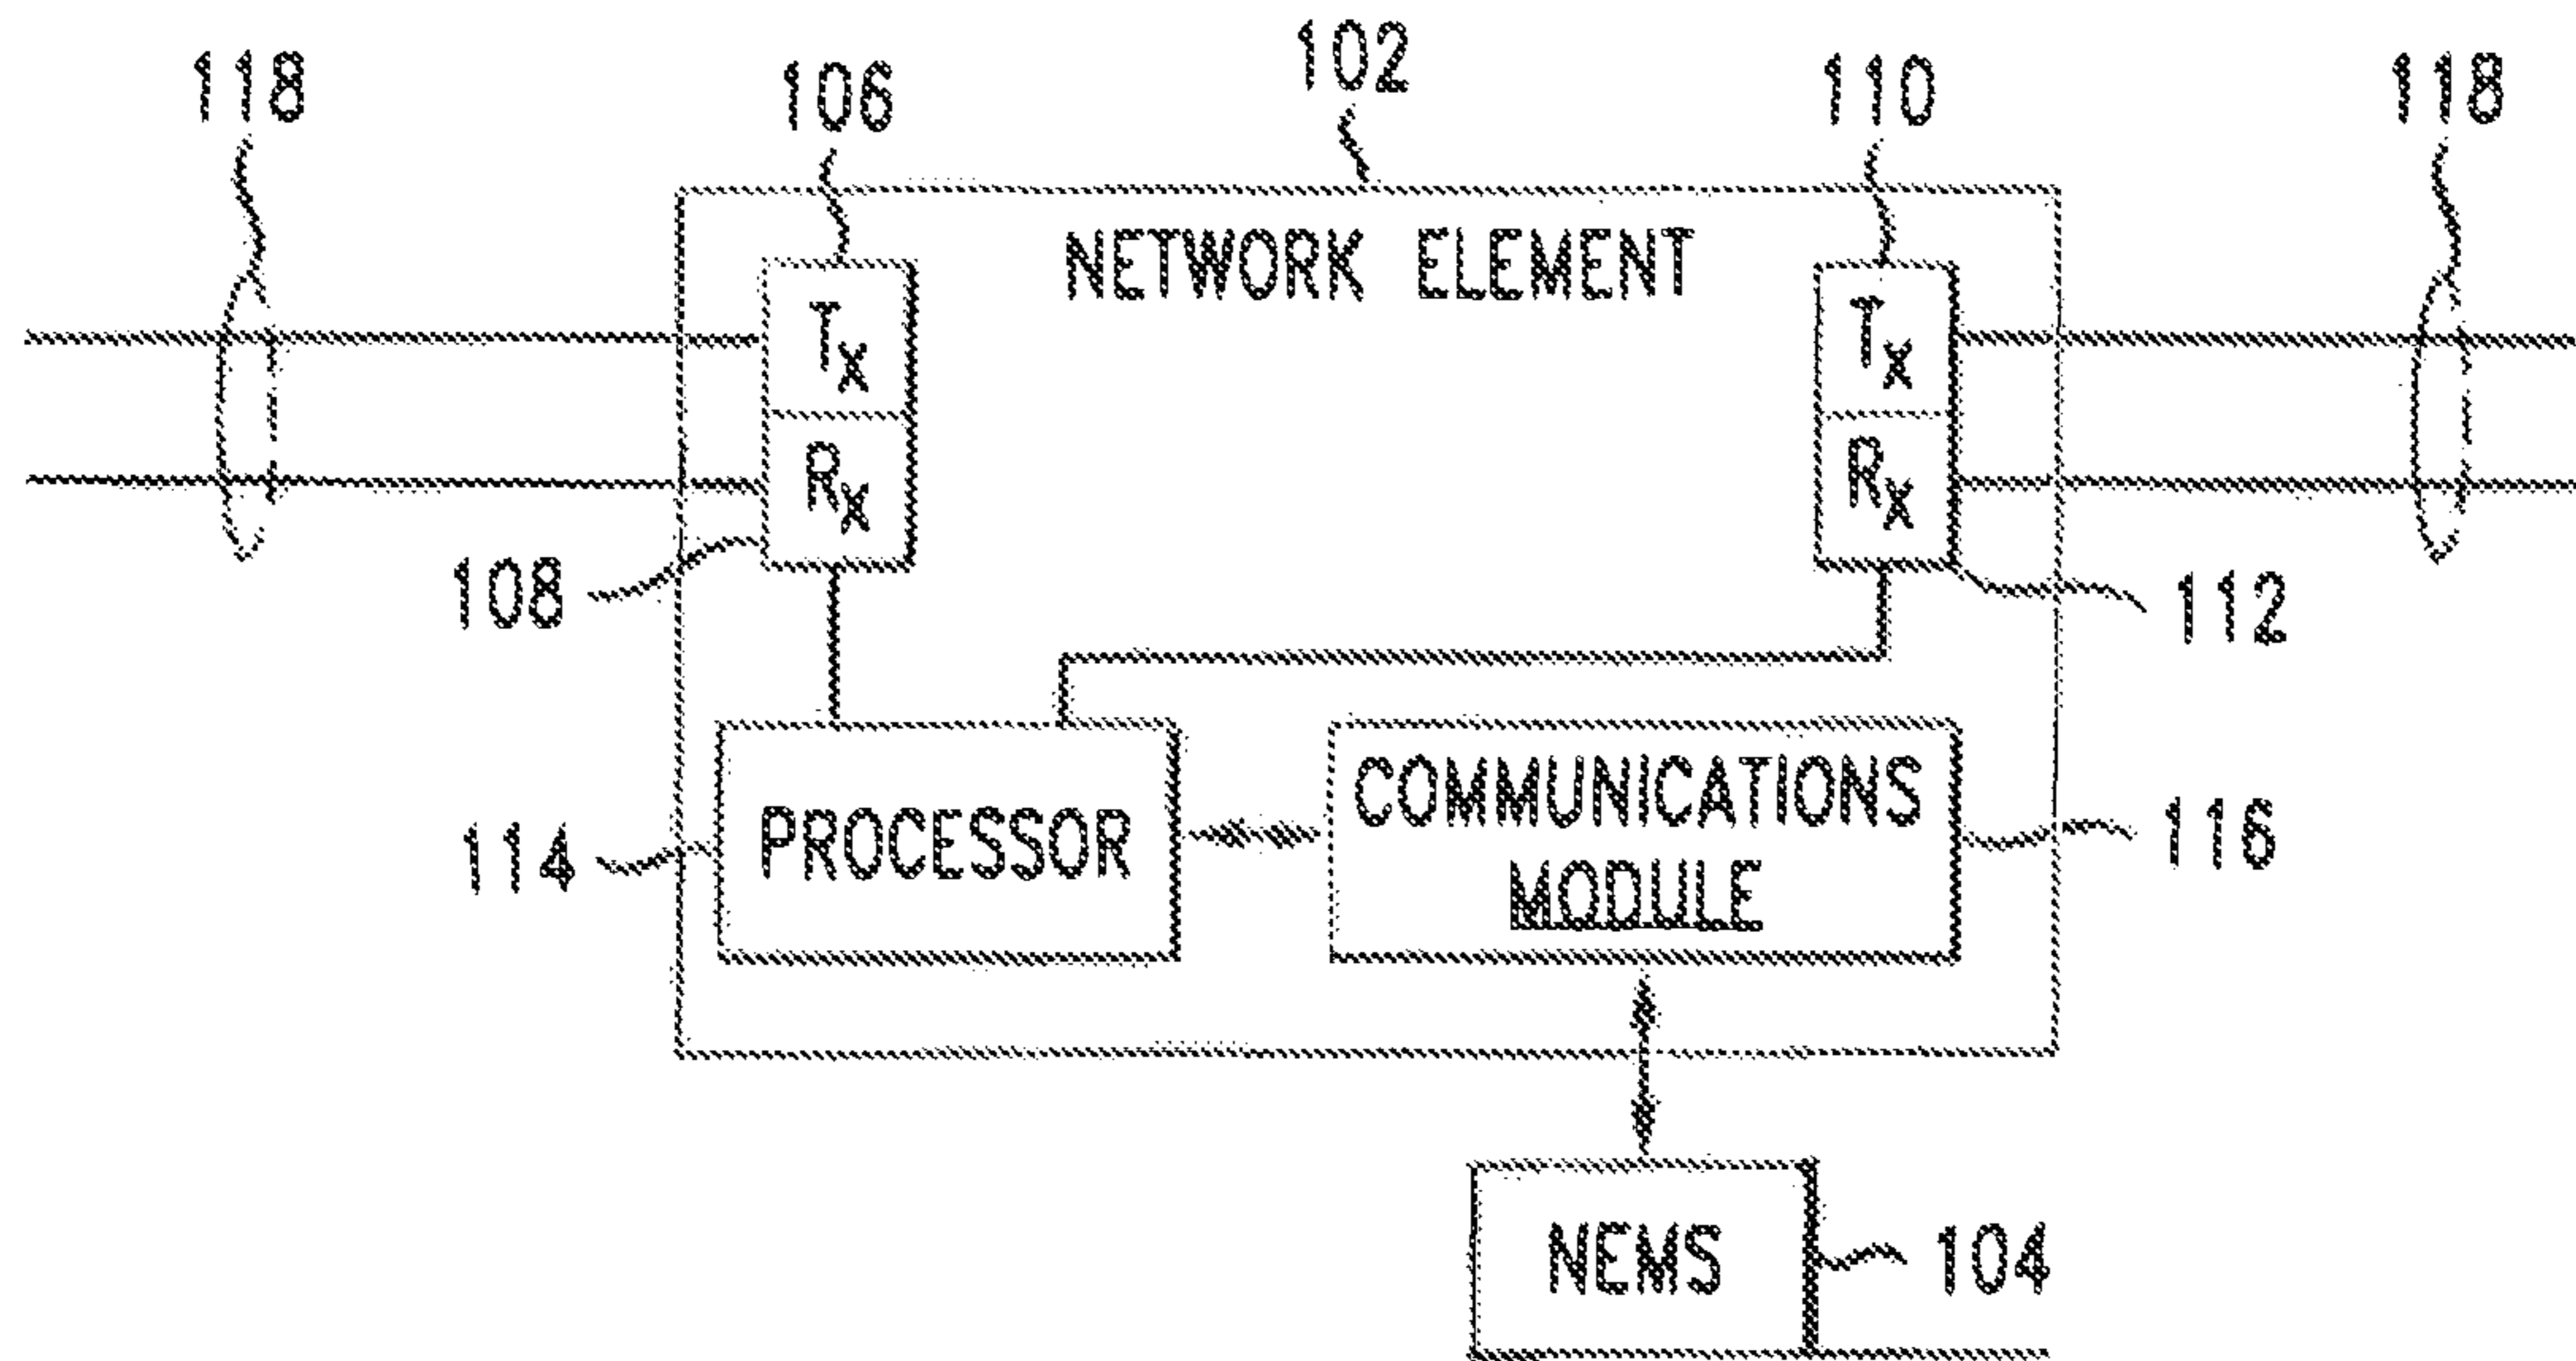 102
118
106
110
118
NETWORK ELEMENT
Tx
Tx
Rx
Rx
108
112
114
PROCESSOR
COMMUNICATIONS
MODULE
116
NEMS
104